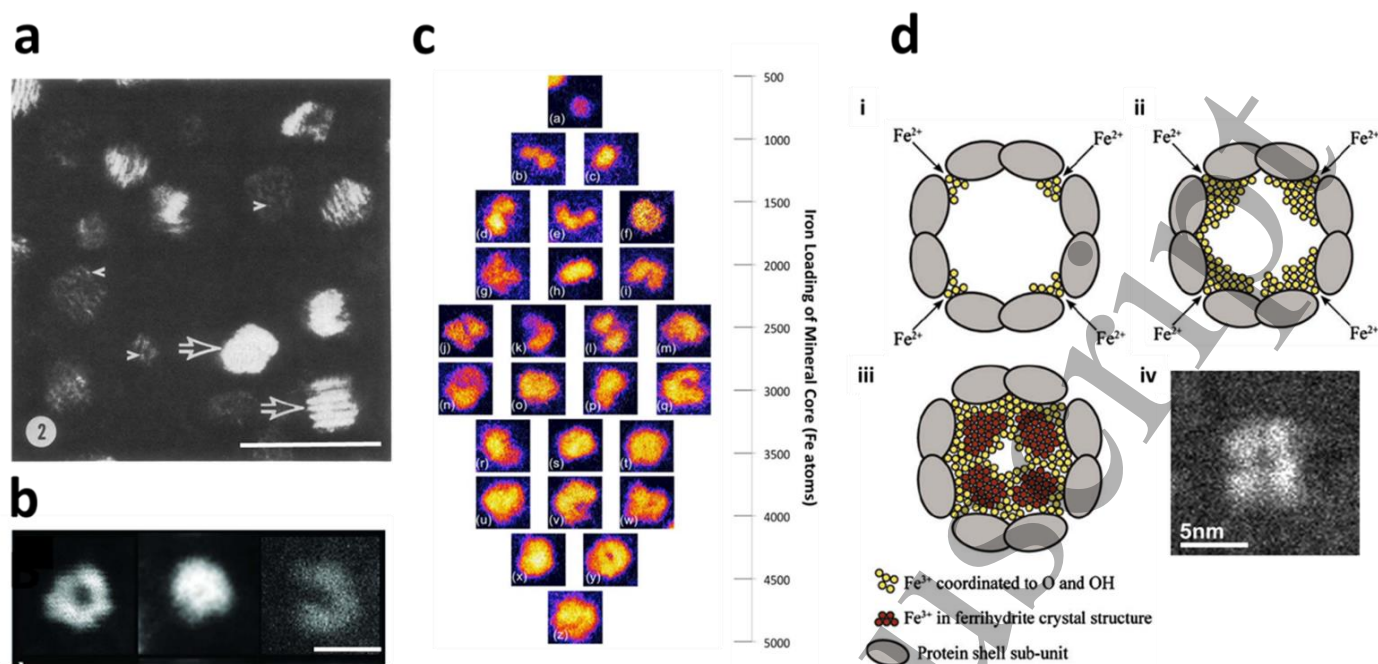 a
2
b
c
(a)
(b) (c)
(d) (e) (f)
(g) (h) (i)
(j) (k) (l) (m)
(n) (o) (p) (q)
(r) (s) (t)
(u) (v) (w)
(x) (y)
(z)
500
1000
1500
2000
2500
3000
3500
4000
4500
5000
Iron Loading of Mineral Core (Fe atoms)
d
i
Fe²⁺ Fe²⁺
Fe²⁺ Fe²⁺
ii
Fe²⁺ Fe²⁺
Fe²⁺ Fe²⁺
iii
iv
5nm
Fe³⁺ coordinated to O and OH
Fe³⁺ in ferrihydrite crystal structure
Protein shell sub-unit